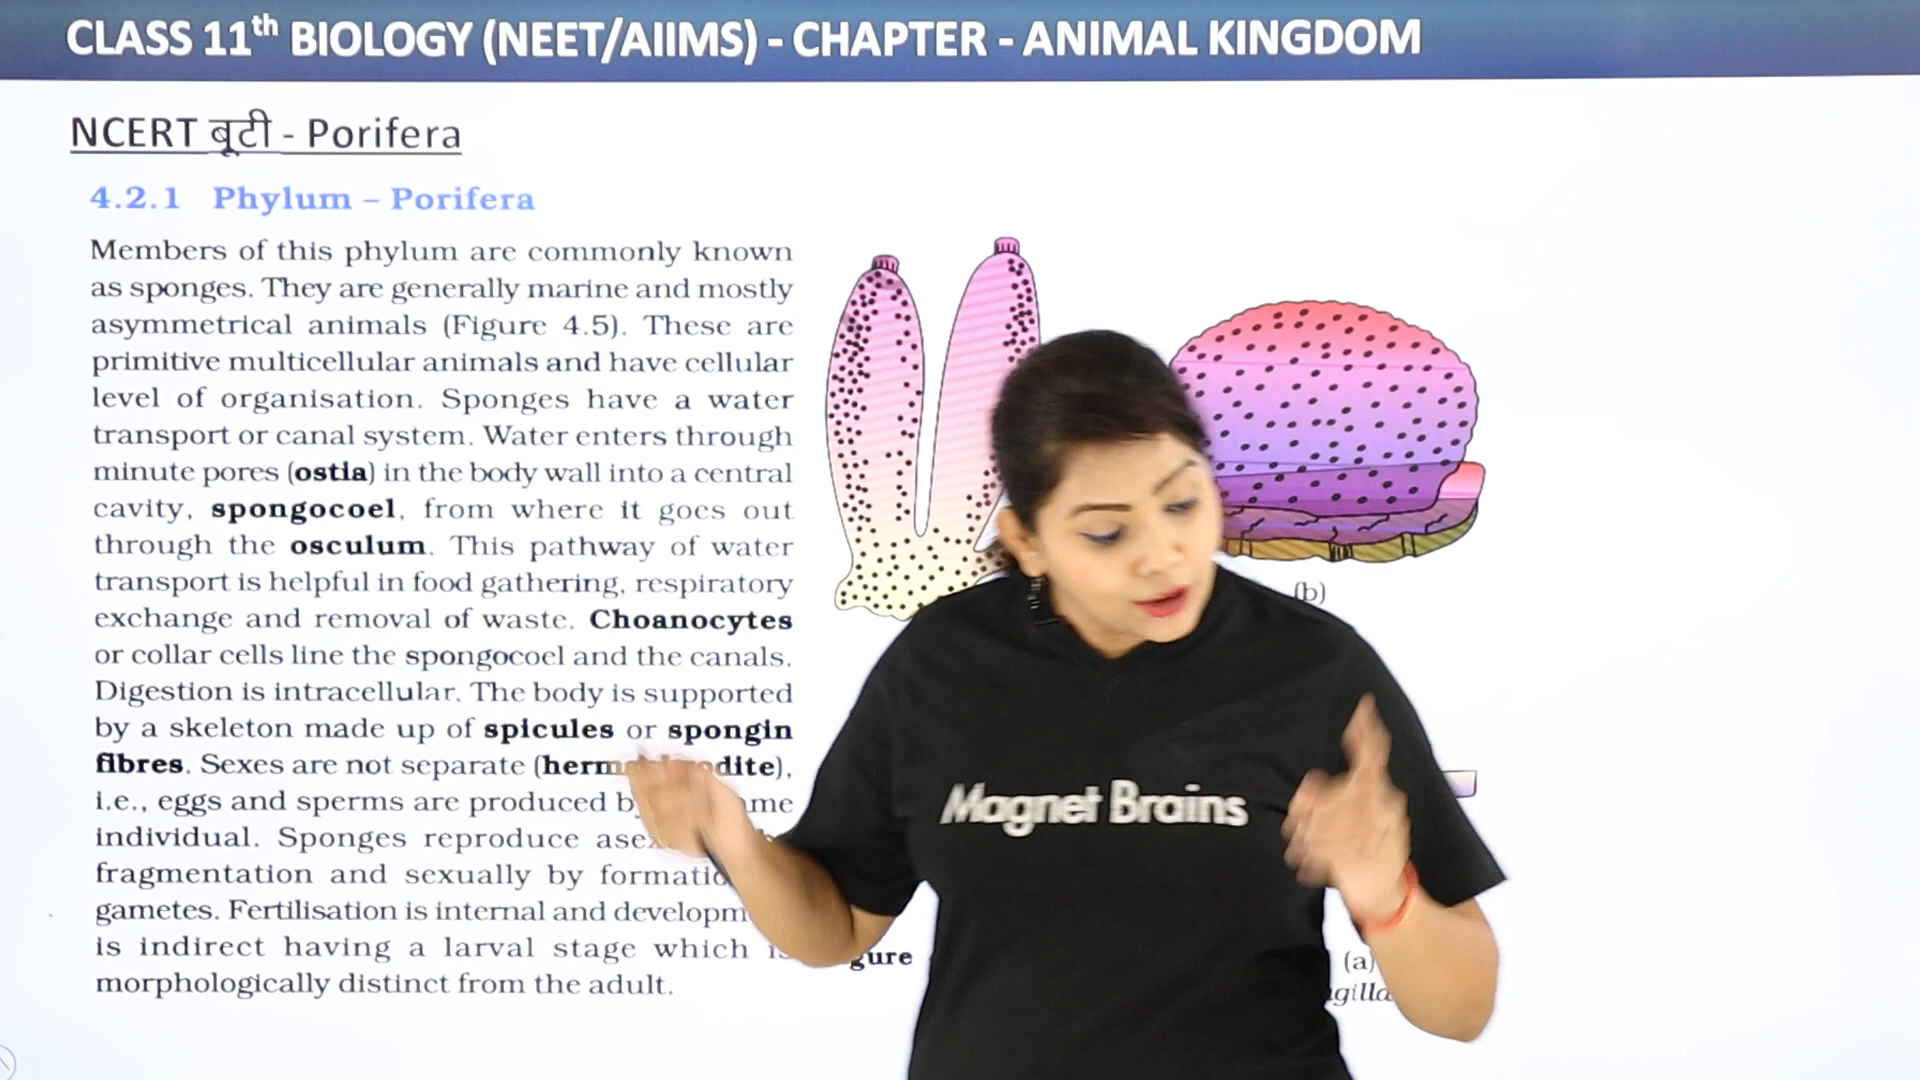 CLASS 11th BIOLOGY (NEET/AIIMS) - CHAPTER - ANIMAL KINGDOM
NCERT बूटी - Porifera
4.2.1 Phylum – Porifera
Members of this phylum are commonly known
as sponges. They are generally marine and mostly
asymmetrical animals (Figure 4.5). These are
primitive multicellular animals and have cellular
level of organisation. Sponges have a water
transport or canal system. Water enters through
minute pores (ostia) in the body wall into a central
cavity, spongocoel, from where it goes out
through the osculum. This pathway of water
transport is helpful in food gathering, respiratory
exchange and removal of waste. Choanocytes
or collar cells line the spongocoel and the canals.
Digestion is intracellular. The body is supported
by a skeleton made up of spicules or spongin
fibres. Sexes are not separate
i.e., eggs and sperms are produced
individual. Sponges reproduce
fragmentation and sexually by
gametes. Fertilisation is internal and
is indirect having a larval stage which
morphologically distinct from the adult.
(b)
Magnet Brains
(a)